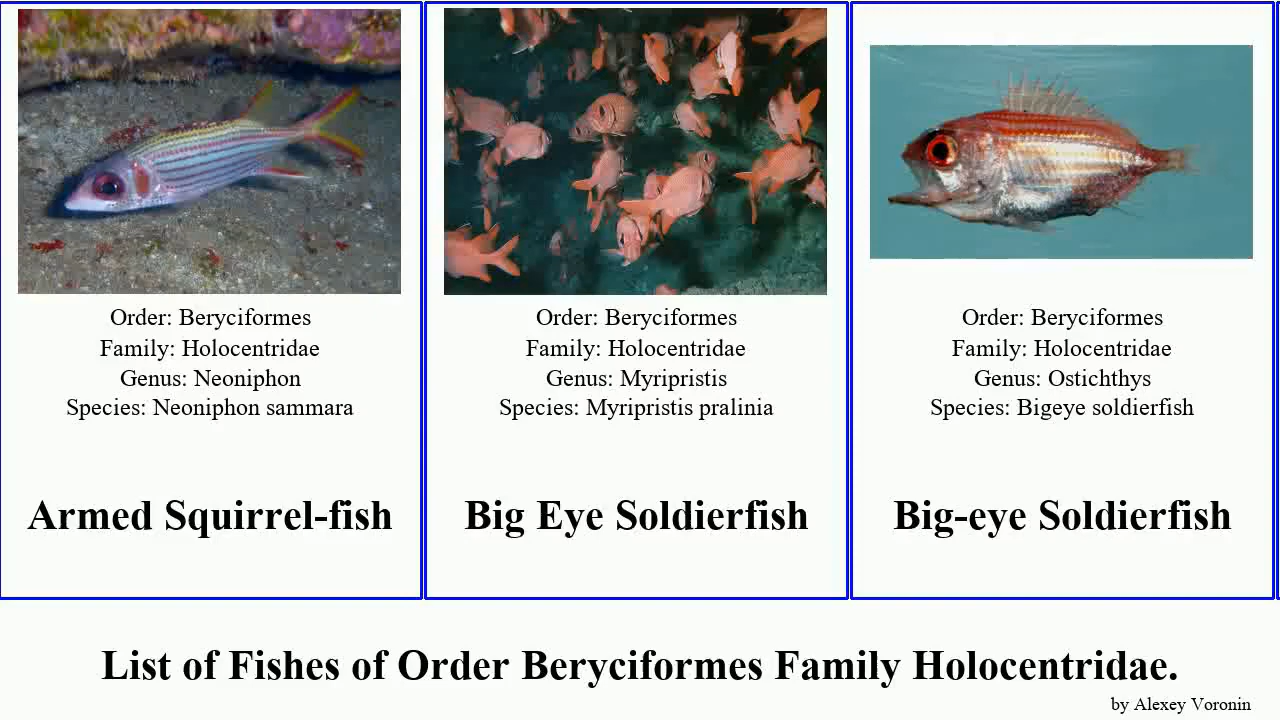 Order: Beryciformes
Family: Holocentridae
Genus: Neoniphon
Species: Neoniphon sammara
Armed Squirrel-fish
Order: Beryciformes
Family: Holocentridae
Genus: Myripristis
Species: Myripristis pralinia
Big Eye Soldierfish
Order: Beryciformes
Family: Holocentridae
Genus: Ostichthys
Species: Bigeye soldierfish
Big-eye Soldierfish
List of Fishes of Order Beryciformes Family Holocentridae.
by Alexey Voronin